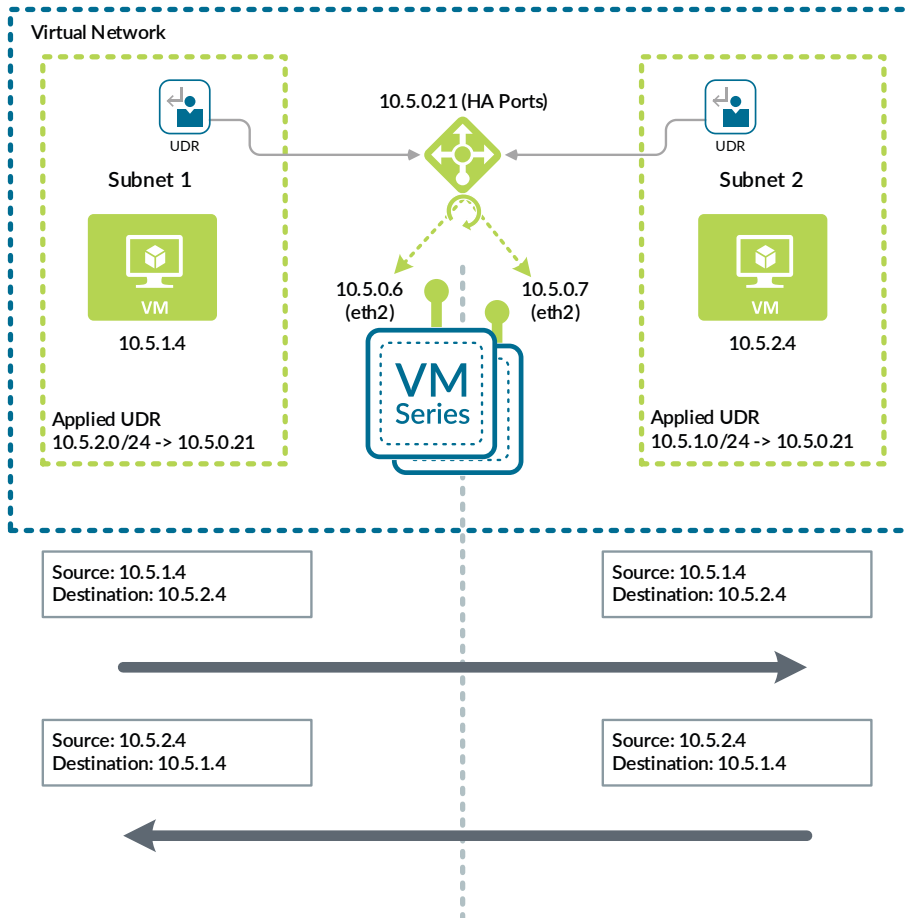 Virtual Network
UDR
10.5.0.21 (HA Ports)
UDR
Subnet 1
Subnet 2
VM
VM
10.5.1.4
10.5.2.4
10.5.0.6
(eth2)
10.5.0.7
(eth2)
VM
Series
Applied UDR
10.5.2.0/24 -> 10.5.0.21
Applied UDR
10.5.1.0/24 -> 10.5.0.21
Source: 10.5.1.4
Destination: 10.5.2.4
Source: 10.5.1.4
Destination: 10.5.2.4
Source: 10.5.2.4
Destination: 10.5.1.4
Source: 10.5.2.4
Destination: 10.5.1.4